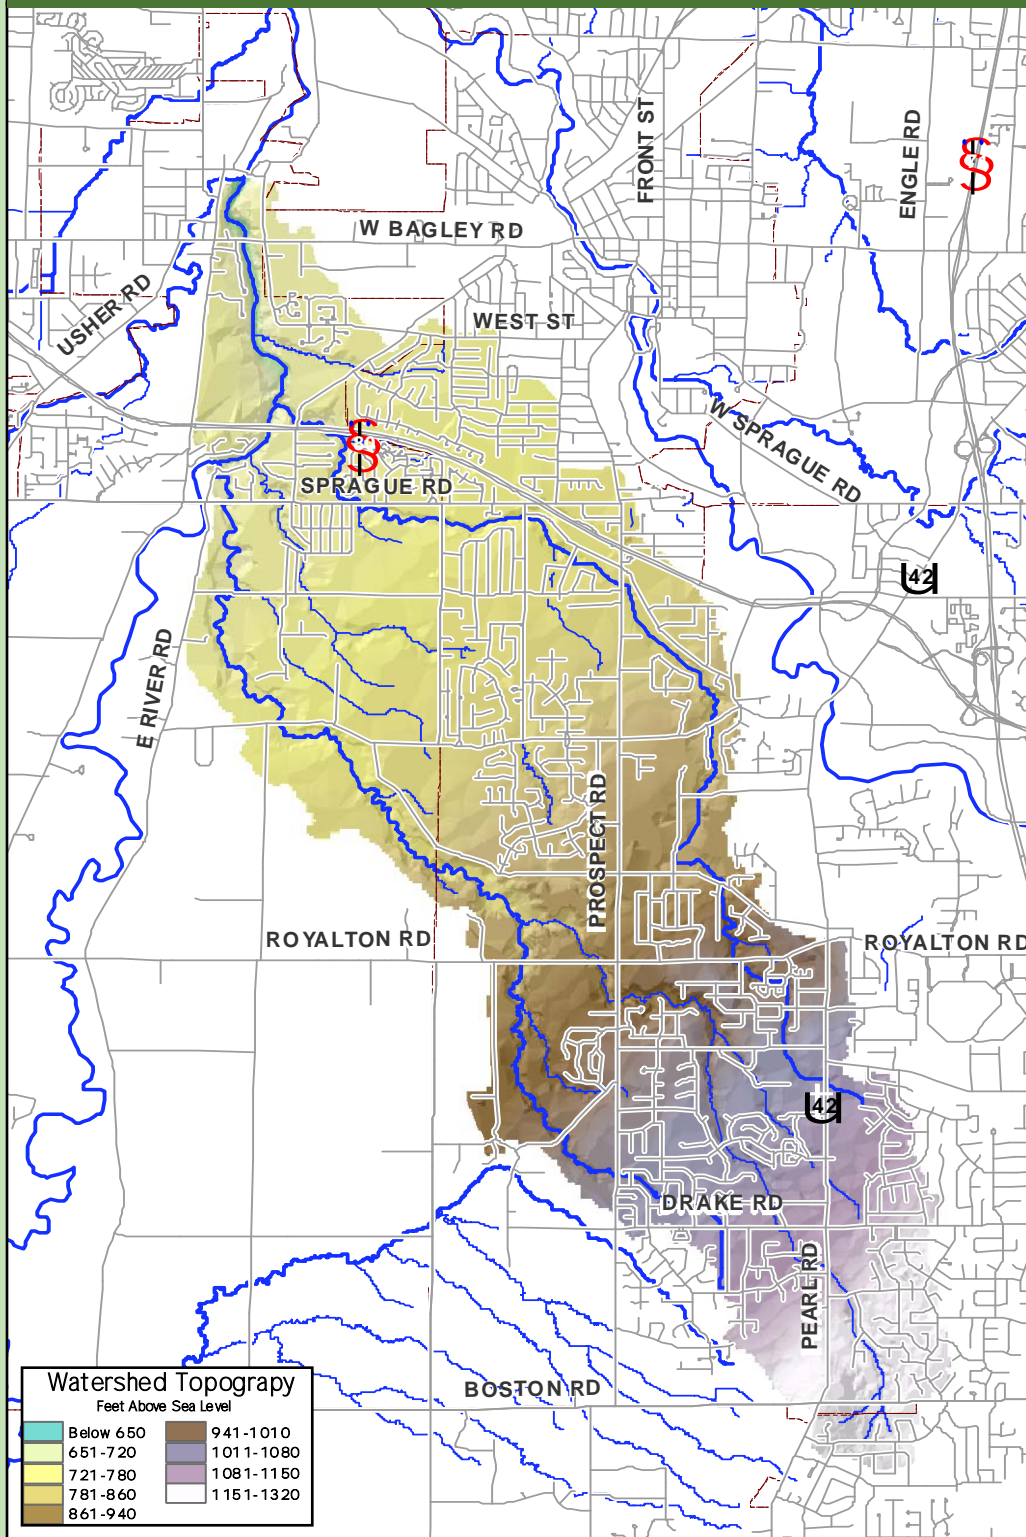 FRONT ST
ENGLE RD
W BAGLEY RD
USHER RD
WEST ST
W SPRAGUE RD
SPRAGUE RD
42
E RIVER RD
PROSPECT RD
ROYALTON RD
ROYALTON RD
42
DRAKE RD
PEARL RD
BOSTON RD
Watershed Topograpy
Feet Above Sea Level
Below 650
651-720
721-780
781-860
861-940
941-1010
1011-1080
1081-1150
1151-1320